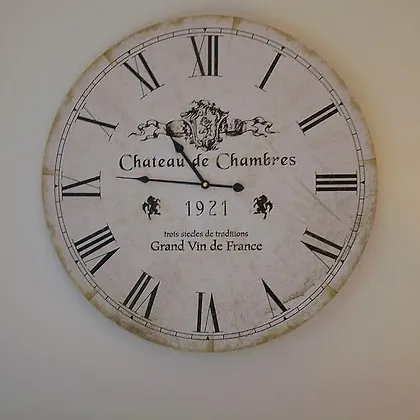 XII
I
II
III
IIII
V
VI
VII
VIII
IX
X
XI
Chateau de Chambres
1921
trois siecles de traditions
Grand Vin de France